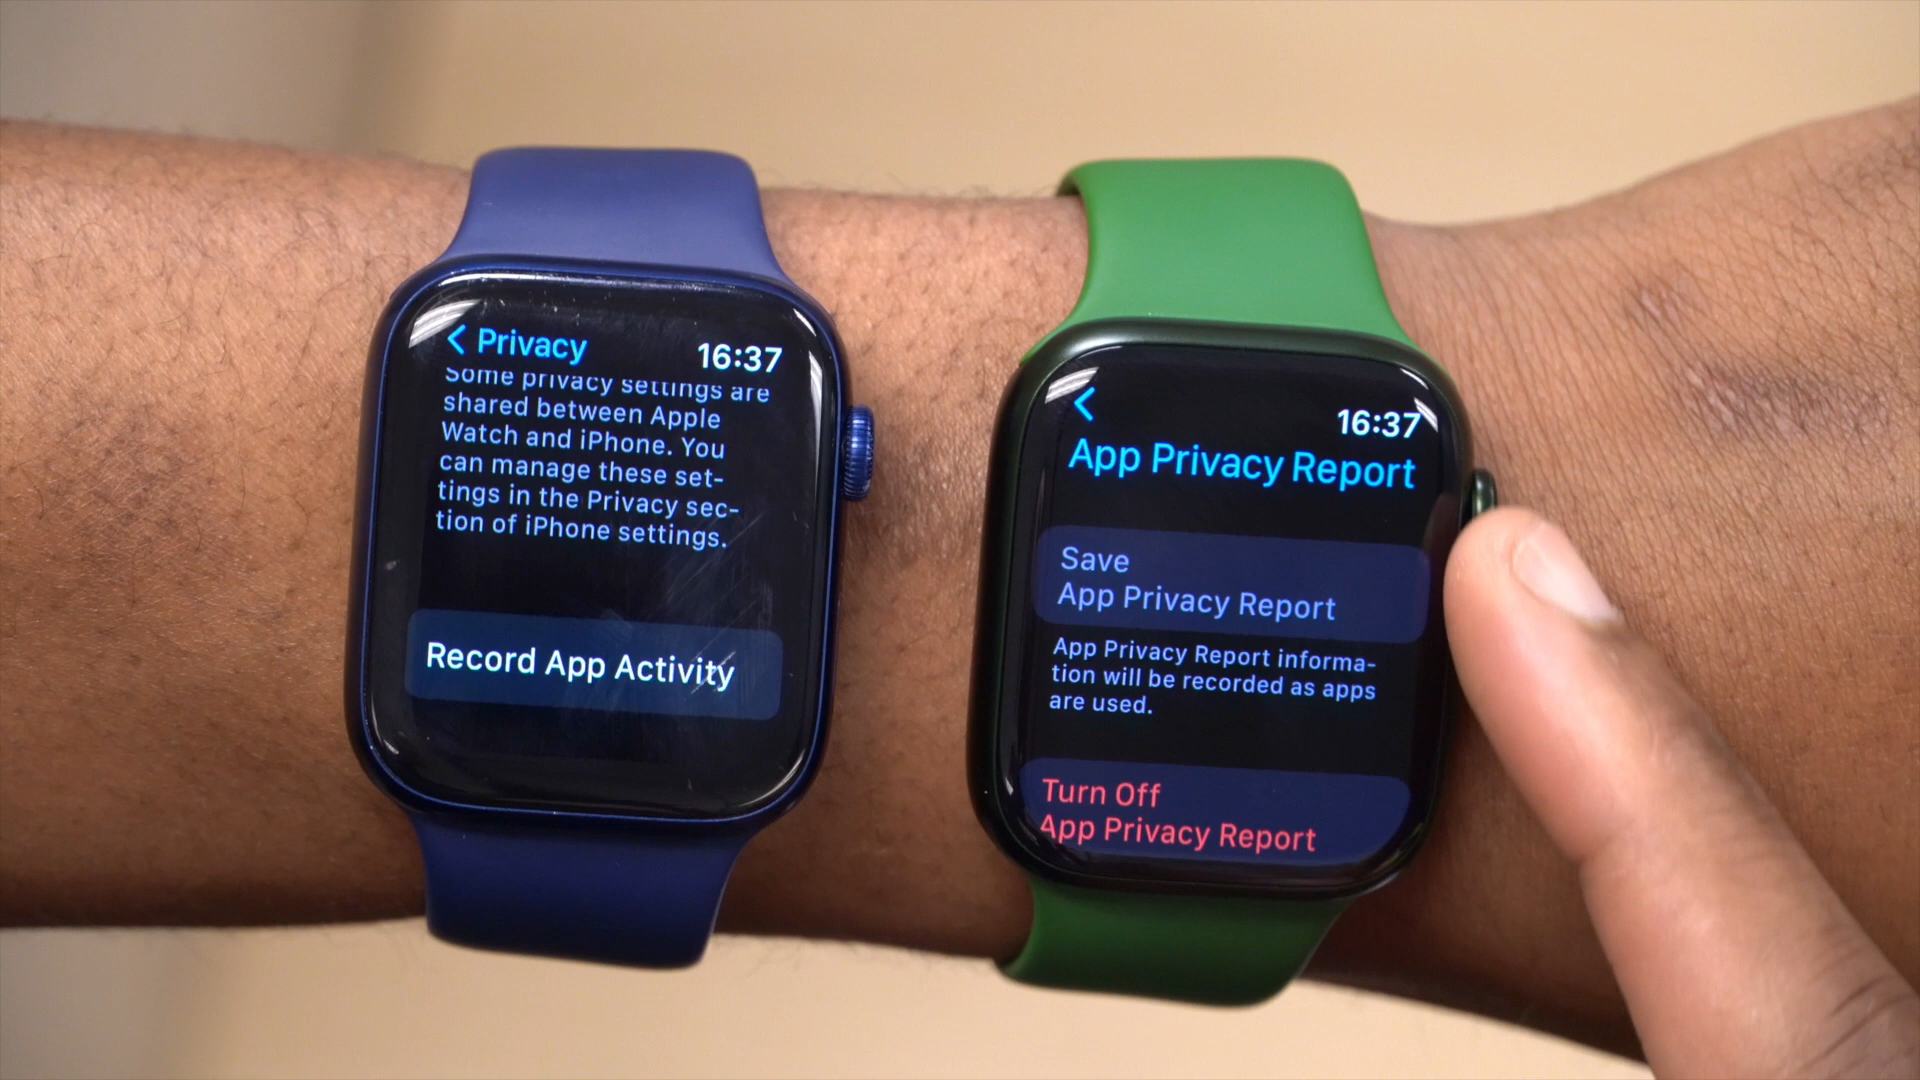 Privacy
16:37
Some privacy settings are
shared between Apple
Watch and iPhone. You
can manage these set-
tings in the Privacy sec-
tion of iPhone settings.
Record App Activity
16:37
App Privacy Report
Save
App Privacy Report
App Privacy Report informa-
tion will be recorded as apps
are used.
Turn Off
App Privacy Report